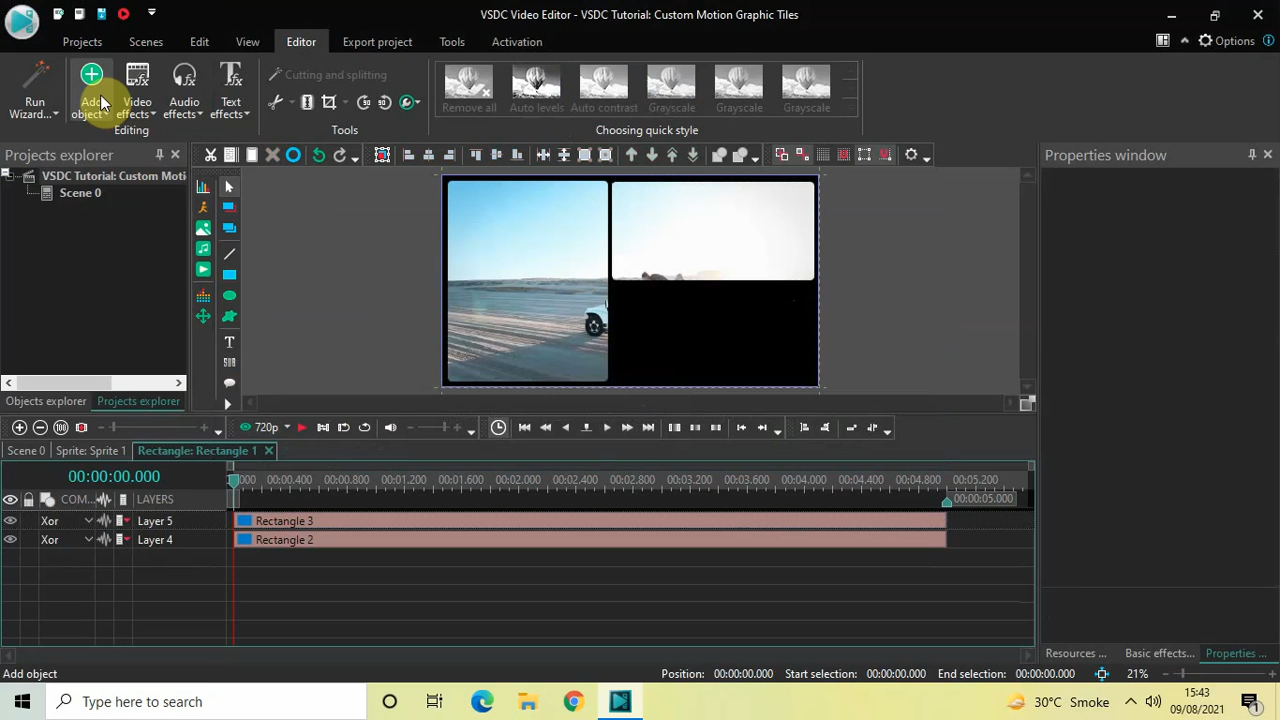 VSDC Video Editor - VSDC Tutorial: Custom Motion Graphic Tiles
Projects Scenes Edit View Editor Export project Tools Activation
Options
Run Wizard...
Add object
Video effects
Audio effects
Text effects
Editing
Cutting and splitting
Tools
Remove all Auto levels Auto contrast Grayscale Grayscale Grayscale
Choosing quick style
Projects explorer
VSDC Tutorial: Custom Moti
Scene 0
Objects explorer Projects explorer
Properties window
T
720p
Scene 0 Sprite: Sprite 1 Rectangle: Rectangle 1
00:00:00.000
000 00:00.400 00:00.800 00:01.200 00:01.600 00:02.000 00:02.400 00:02.800 00:03.200 00:03.600 00:04.000 00:04.400 00:04.800 00:05.200
00:00:05.000
COM... LAYERS
Xor Layer 5 Rectangle 3
Xor Layer 4 Rectangle 2
Resources ... Basic effects... Properties ...
Add object
Position: 00:00:00.000 Start selection: 00:00:00.000 End selection: 00:00:00.000 21%
Type here to search
30°C Smoke
15:43
09/08/2021
1